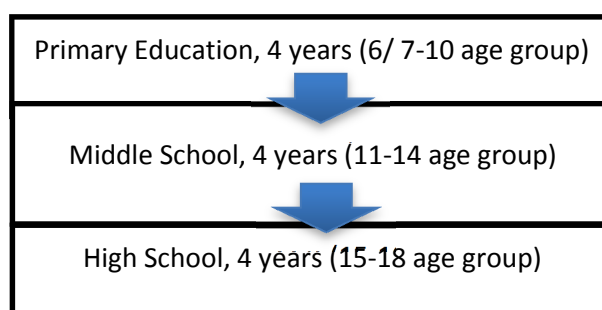 Primary Education, 4 years (6/ 7-10 age group)
Middle School, 4 years (11-14 age group)
High School, 4 years (15-18 age group)